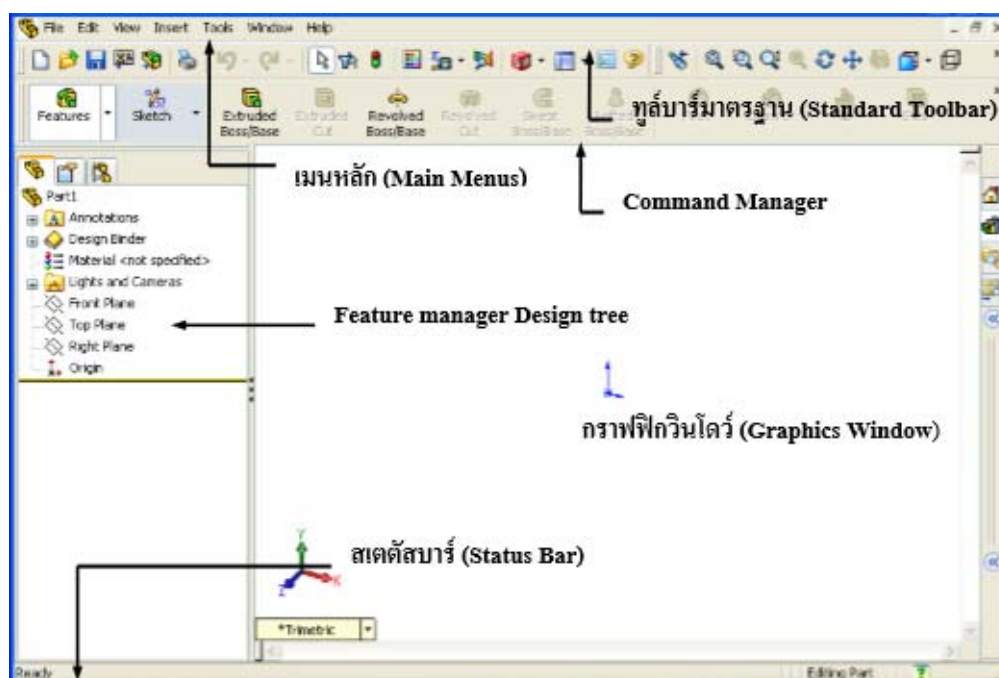 File Edit View Insert Tools Window Help
ทูล์บาร์มาตรฐาน (Standard Toolbar)
Features Sketch Extruded Boss/Base Extruded Cut Revolved Boss/Base Revolved Cut Swept Boss/Base
เมนหลัก (Main Menus)
Command Manager
Part1
Annotations
Design Binder
Material <not specified>
Lights and Cameras
Front Plane
Top Plane
Right Plane
Origin
Feature manager Design tree
กราฟฟิกวินโดว์ (Graphics Window)
สเตตัสบาร์ (Status Bar)
Y
X
Z
*Trimetric
Ready
Editing Part